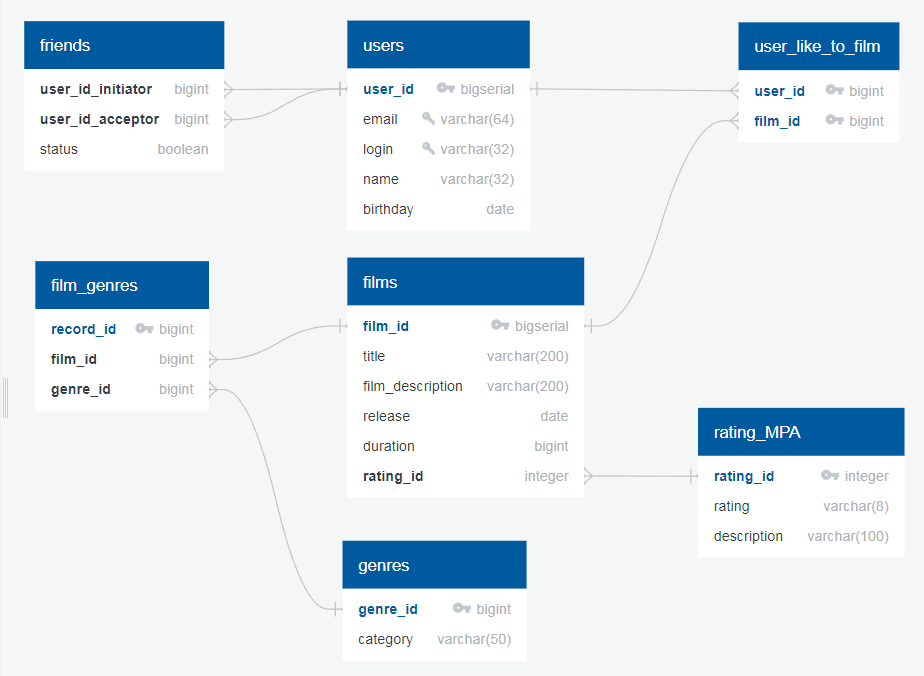 friends
user_id_initiator bigint
user_id_acceptor bigint
status boolean
users
user_id bigserial
email varchar(64)
login varchar(32)
name varchar(32)
birthday date
user_like_to_film
user_id bigint
film_id bigint
film_genres
record_id bigint
film_id bigint
genre_id bigint
films
film_id bigserial
title varchar(200)
film_description varchar(200)
release date
duration bigint
rating_id integer
rating_MPA
rating_id integer
rating varchar(8)
description varchar(100)
genres
genre_id bigint
category varchar(50)